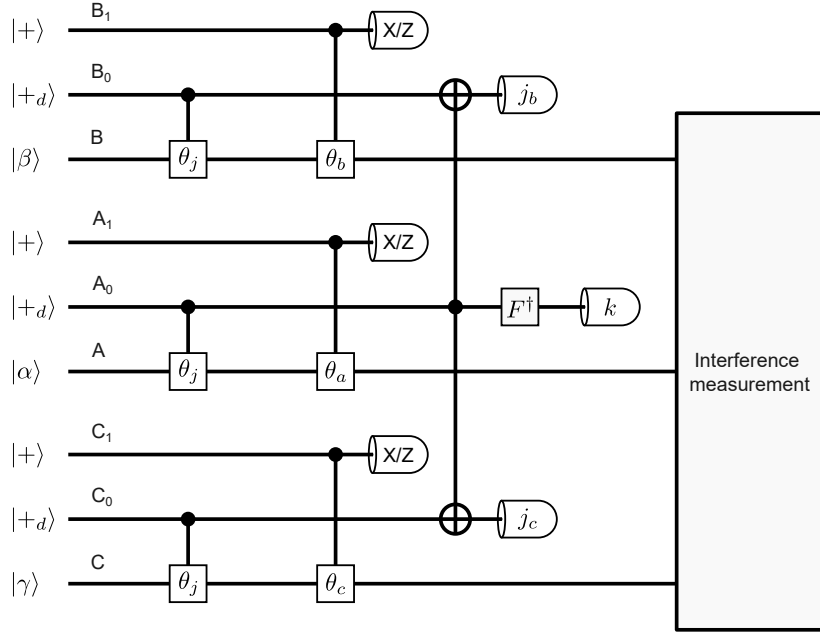 |+⟩ B₁ X/Z
|+_d⟩ B₀ j_b
|β⟩ B θ_j θ_b
|+⟩ A₁ X/Z
|+_d⟩ A₀ F† k
|α⟩ A θ_j θ_a
Interference
measurement
|+⟩ C₁ X/Z
|+_d⟩ C₀ j_c
|γ⟩ C θ_j θ_c